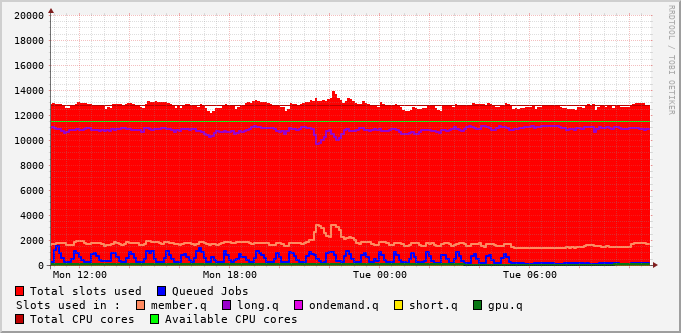 RRDTOOL / TOBI OETIKER
20000
18000
16000
14000
12000
10000
8000
6000
4000
2000
0
Mon 12:00 Mon 18:00 Tue 00:00 Tue 06:00
Total slots used Queued Jobs
Slots used in : member.q long.q ondemand.q short.q gpu.q
Total CPU cores Available CPU cores